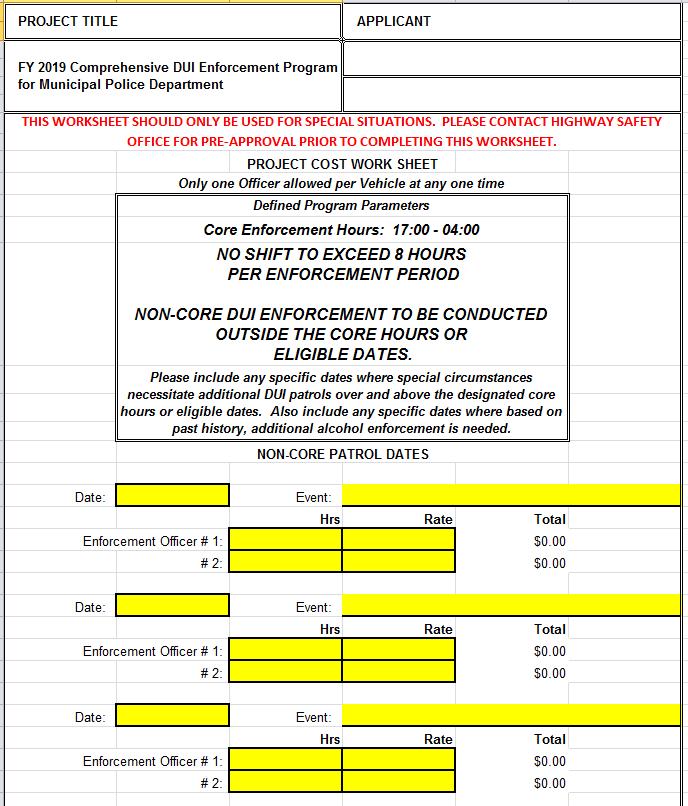 PROJECT TITLE
APPLICANT
FY 2019 Comprehensive DUI Enforcement Program
for Municipal Police Department
THIS WORKSHEET SHOULD ONLY BE USED FOR SPECIAL SITUATIONS.  PLEASE CONTACT HIGHWAY SAFETY
OFFICE FOR PRE-APPROVAL PRIOR TO COMPLETING THIS WORKSHEET.
PROJECT COST WORK SHEET
Only one Officer allowed per Vehicle at any one time
Defined Program Parameters
Core Enforcement Hours:  17:00 - 04:00
NO SHIFT TO EXCEED 8 HOURS
PER ENFORCEMENT PERIOD
NON-CORE DUI ENFORCEMENT TO BE CONDUCTED
OUTSIDE THE CORE HOURS OR
ELIGIBLE DATES.
Please include any specific dates where special circumstances
necessitate additional DUI patrols over and above the designated core
hours or eligible dates.  Also include any specific dates where based on
past history, additional alcohol enforcement is needed.
NON-CORE PATROL DATES
Date: Event:
Hrs Rate Total
Enforcement Officer # 1: $0.00
# 2: $0.00
Date: Event:
Hrs Rate Total
Enforcement Officer # 1: $0.00
# 2: $0.00
Date: Event:
Hrs Rate Total
Enforcement Officer # 1: $0.00
# 2: $0.00